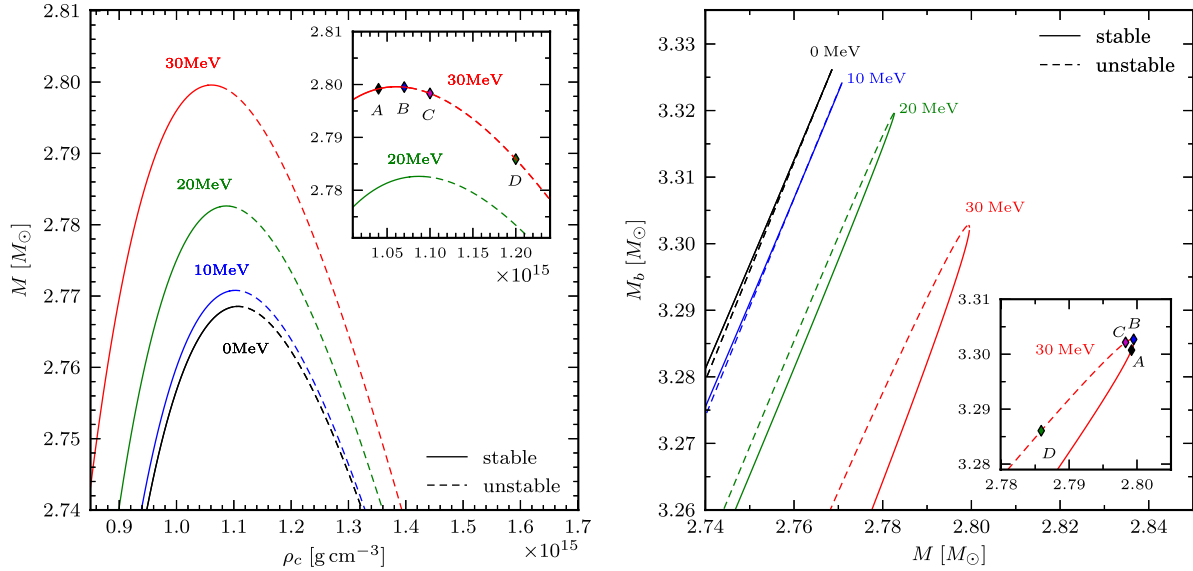 2.81
2.80
2.79
2.78
2.77
2.76
2.75
2.74
M [M☉]
0.9 1.0 1.1 1.2 1.3 1.4 1.5 1.6 1.7
×10¹⁵
ρc [g cm⁻³]
30MeV
20MeV
10MeV
0MeV
stable
unstable
2.81
2.80
2.79
2.78
1.05 1.10 1.15 1.20
×10¹⁵
30MeV
A B C
20MeV
D
3.33
3.32
3.31
3.30
3.29
3.28
3.27
3.26
Mb [M☉]
2.74 2.76 2.78 2.80 2.82 2.84
M [M☉]
0 MeV
10 MeV
20 MeV
30 MeV
stable
unstable
3.31
3.30
3.29
3.28
2.78 2.79 2.80
30 MeV
C B
A
D